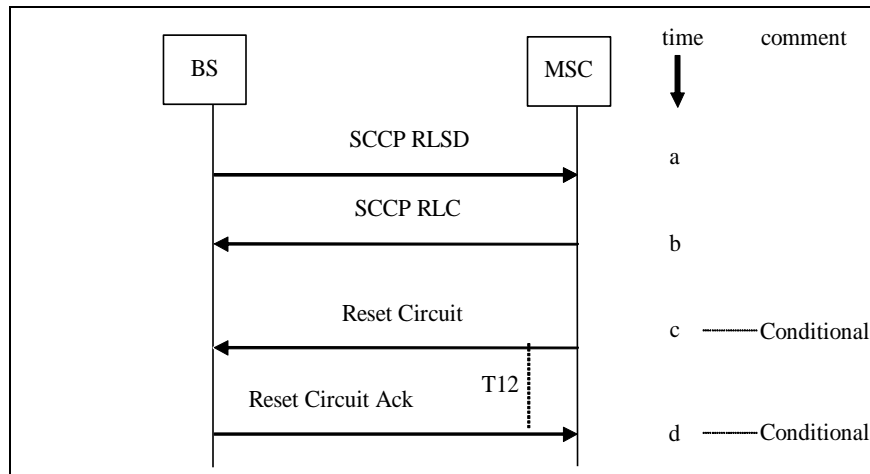 time comment
BS MSC
SCCP RLSD
a
SCCP RLC
b
Reset Circuit
c Conditional
T12
Reset Circuit Ack
d Conditional